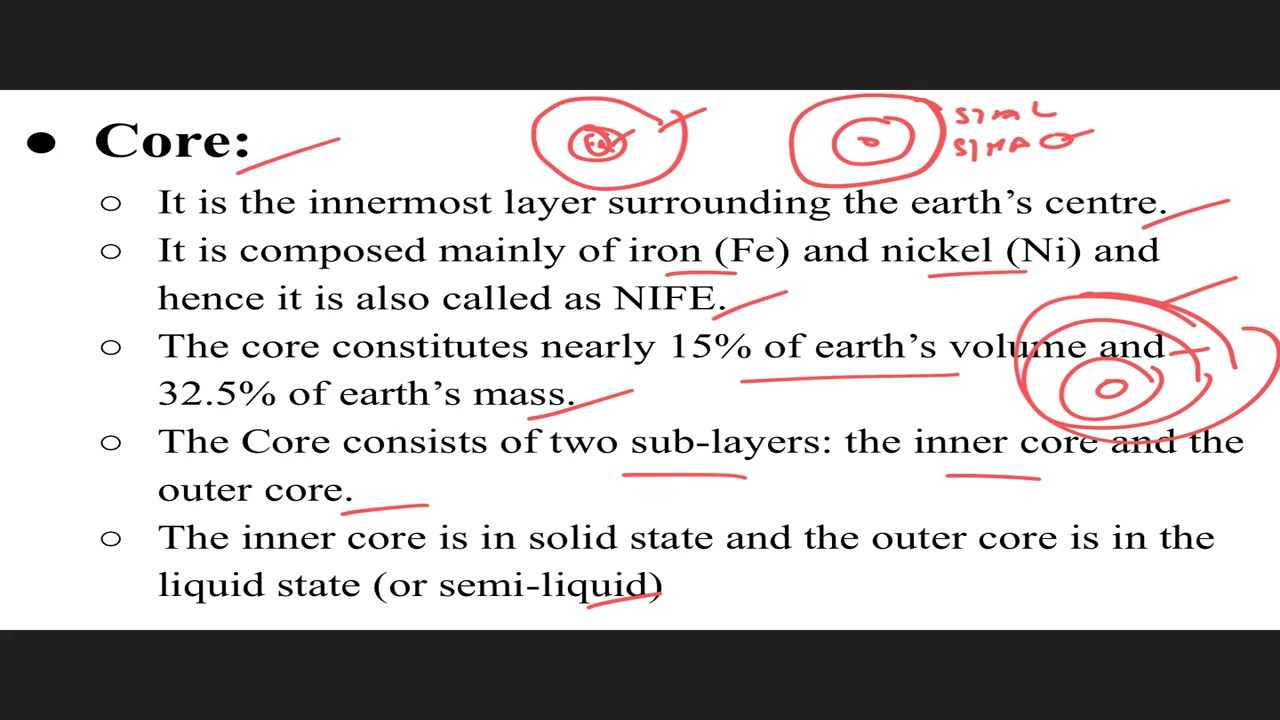 ● Core:
○ It is the innermost layer surrounding the earth's centre.
○ It is composed mainly of iron (Fe) and nickel (Ni) and
hence it is also called as NIFE.
○ The core constitutes nearly 15% of earth's volume and
32.5% of earth's mass.
○ The Core consists of two sub-layers: the inner core and the
outer core.
○ The inner core is in solid state and the outer core is in the
liquid state (or semi-liquid)